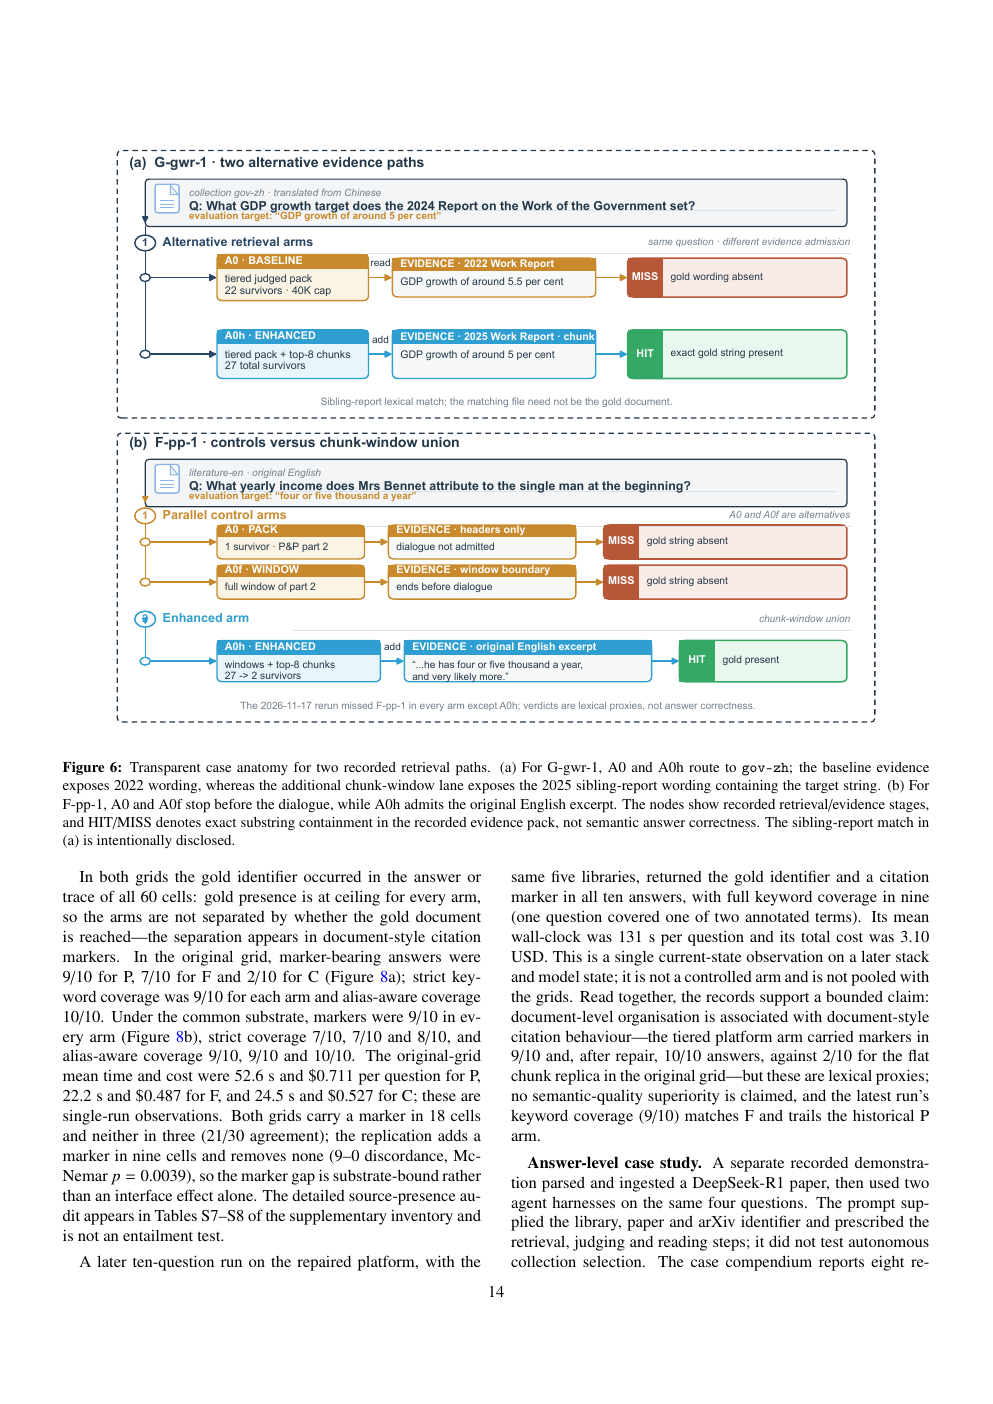 (a) G-gwr-1 · two alternative evidence paths
collection gov-zh · translated from Chinese
Q: What GDP growth target does the 2024 Report on the Work of the Government set?
evaluation target: "GDP growth of around 5 per cent"
1 Alternative retrieval arms
same question · different evidence admission
A0 · BASELINE
tiered judged pack
22 survivors · 40K cap
read
EVIDENCE · 2022 Work Report
GDP growth of around 5.5 per cent
MISS
gold wording absent
A0h · ENHANCED
tiered pack + top-8 chunks
27 total survivors
add
EVIDENCE · 2025 Work Report · chunk
GDP growth of around 5 per cent
HIT
exact gold string present
Sibling-report lexical match; the matching file need not be the gold document.
(b) F-pp-1 · controls versus chunk-window union
literature-en · original English
Q: What yearly income does Mrs Bennet attribute to the single man at the beginning?
evaluation target: "four or five thousand a year"
1 Parallel control arms
A0 and A0f are alternatives
A0 · PACK
1 survivor · P&P part 2
EVIDENCE · headers only
dialogue not admitted
MISS
gold string absent
A0f · WINDOW
full window of part 2
EVIDENCE · window boundary
ends before dialogue
MISS
gold string absent
Enhanced arm
chunk-window union
A0h · ENHANCED
windows + top-8 chunks
27 -> 2 survivors
add
EVIDENCE · original English excerpt
"...he has four or five thousand a year,
and very likely more."
HIT
gold present
The 2026-11-17 rerun missed F-pp-1 in every arm except A0h; verdicts are lexical proxies, not answer correctness.
Figure 6: Transparent case anatomy for two recorded retrieval paths. (a) For G-gwr-1, A0 and A0h route to gov-zh; the baseline evidence
exposes 2022 wording, whereas the additional chunk-window lane exposes the 2025 sibling-report wording containing the target string. (b) For
F-pp-1, A0 and A0f stop before the dialogue, while A0h admits the original English excerpt. The nodes show recorded retrieval/evidence stages,
and HIT/MISS denotes exact substring containment in the recorded evidence pack, not semantic answer correctness. The sibling-report match in
(a) is intentionally disclosed.
In both grids the gold identifier occurred in the answer or
trace of all 60 cells: gold presence is at ceiling for every arm,
so the arms are not separated by whether the gold document
is reached—the separation appears in document-style citation
markers. In the original grid, marker-bearing answers were
9/10 for P, 7/10 for F and 2/10 for C (Figure 8a); strict key-
word coverage was 9/10 for each arm and alias-aware coverage
10/10. Under the common substrate, markers were 9/10 in ev-
ery arm (Figure 8b), strict coverage 7/10, 7/10 and 8/10, and
alias-aware coverage 9/10, 9/10 and 10/10. The original-grid
mean time and cost were 52.6 s and $0.711 per question for P,
22.2 s and $0.487 for F, and 24.5 s and $0.527 for C; these are
single-run observations. Both grids carry a marker in 18 cells
and neither in three (21/30 agreement); the replication adds a
marker in nine cells and removes none (9–0 discordance, Mc-
Nemar p = 0.0039), so the marker gap is substrate-bound rather
than an interface effect alone. The detailed source-presence au-
dit appears in Tables S7–S8 of the supplementary inventory and
is not an entailment test.
A later ten-question run on the repaired platform, with the
same five libraries, returned the gold identifier and a citation
marker in all ten answers, with full keyword coverage in nine
(one question covered one of two annotated terms). Its mean
wall-clock was 131 s per question and its total cost was 3.10
USD. This is a single current-state observation on a later stack
and model state; it is not a controlled arm and is not pooled with
the grids. Read together, the records support a bounded claim:
document-level organisation is associated with document-style
citation behaviour—the tiered platform arm carried markers in
9/10 and, after repair, 10/10 answers, against 2/10 for the flat
chunk replica in the original grid—but these are lexical proxies;
no semantic-quality superiority is claimed, and the latest run's
keyword coverage (9/10) matches F and trails the historical P
arm.
Answer-level case study. A separate recorded demonstra-
tion parsed and ingested a DeepSeek-R1 paper, then used two
agent harnesses on the same four questions. The prompt sup-
plied the library, paper and arXiv identifier and prescribed the
retrieval, judging and reading steps; it did not test autonomous
collection selection. The case compendium reports eight re-
14